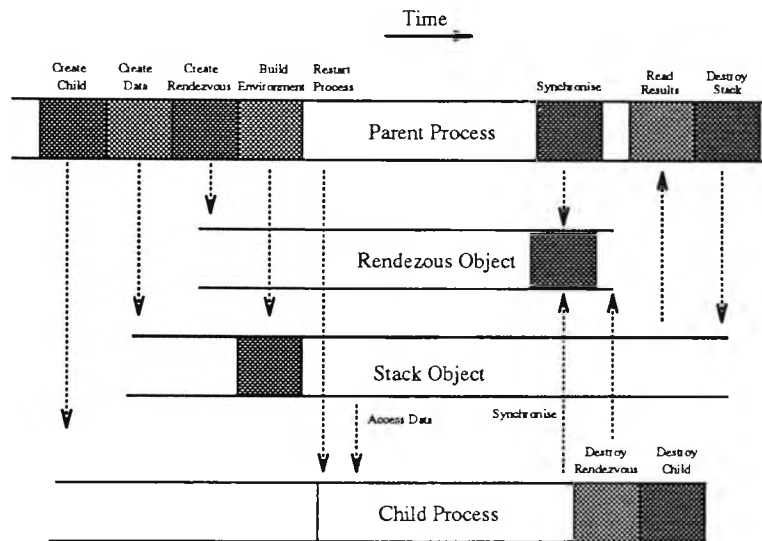 Time
Create
Child
Create
Data
Create
Rendezvous
Build
Environment
Restart
Process
Synchronise
Read
Results
Destroy
Stack
Parent Process
Rendezous Object
Stack Object
Access Data
Synchronise
Destroy
Rendezvous
Destroy
Child
Child Process